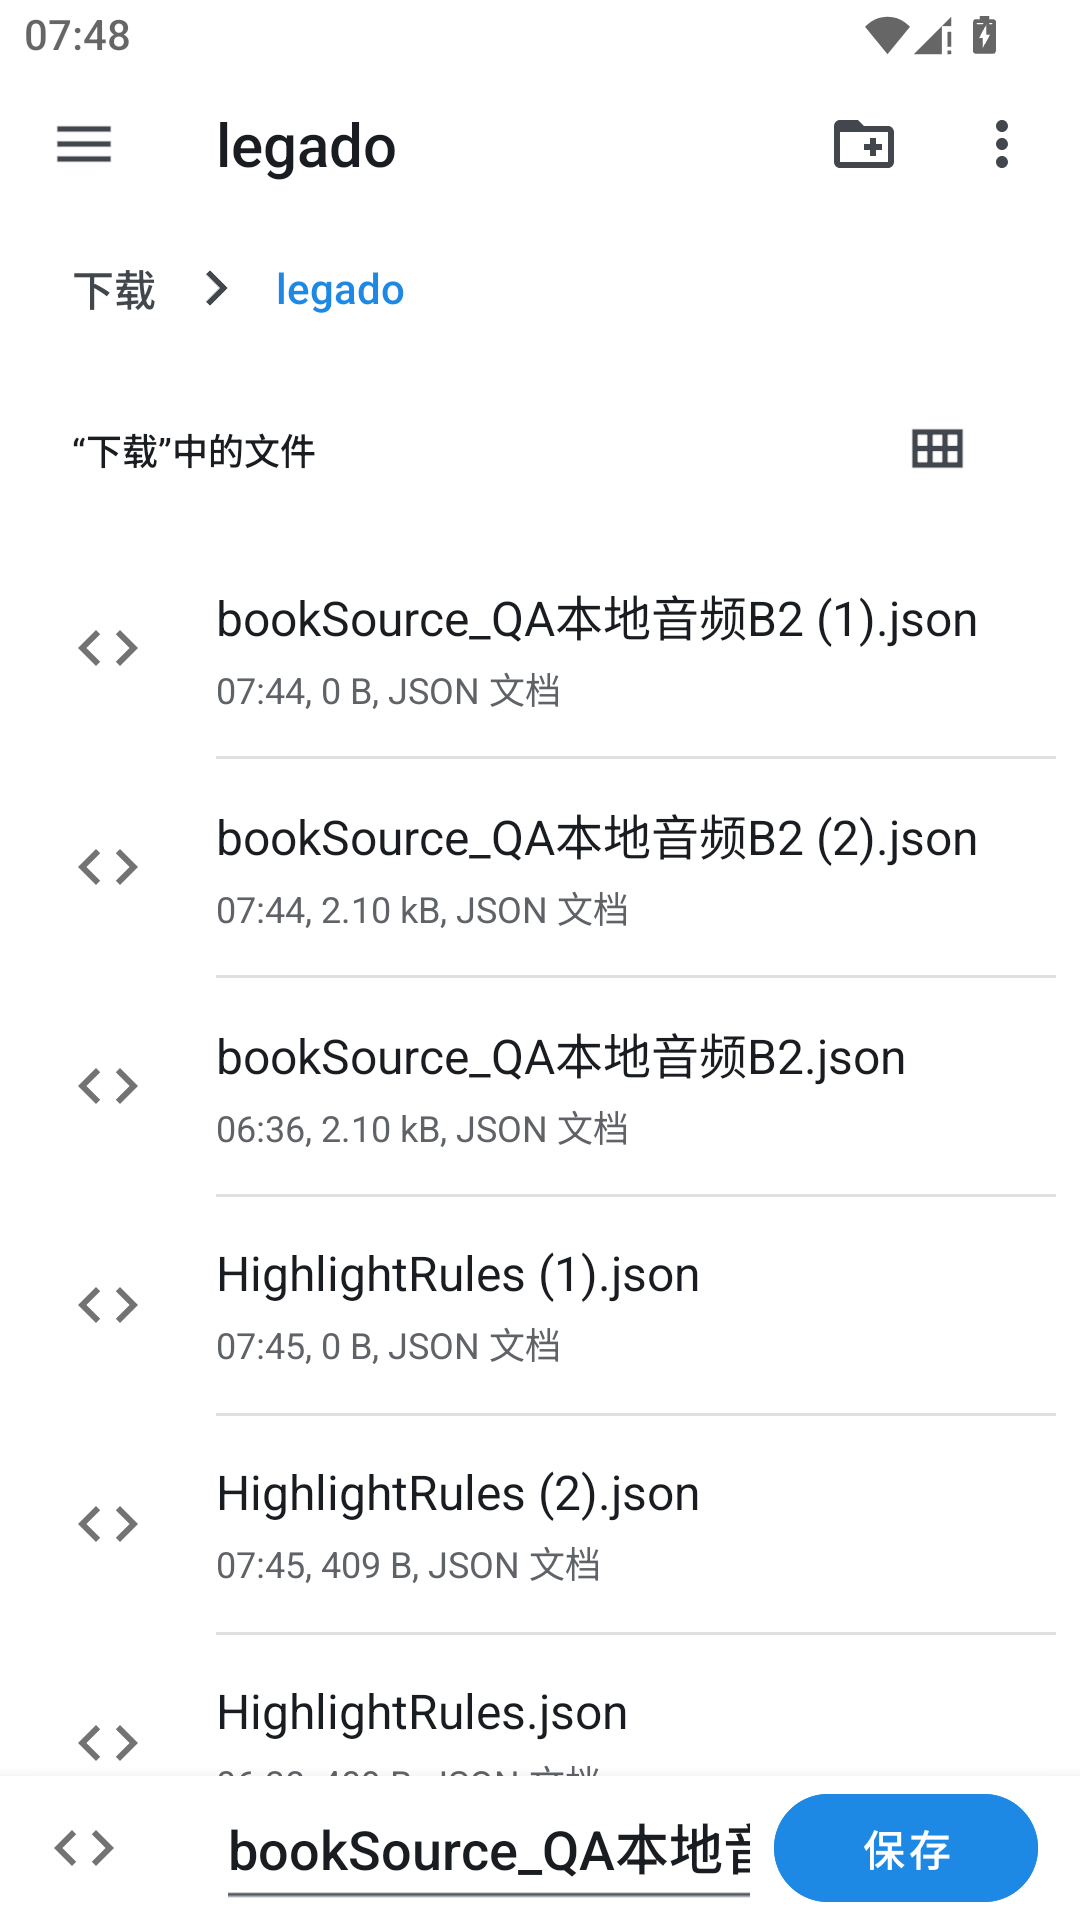 07:48
legado
下载
legado
“下载”中的文件
bookSource_QA本地音频B2 (1).json
07:44, 0 B, JSON 文档
bookSource_QA本地音频B2 (2).json
07:44, 2.10 kB, JSON 文档
bookSource_QA本地音频B2.json
06:36, 2.10 kB, JSON 文档
HighlightRules (1).json
07:45, 0 B, JSON 文档
HighlightRules (2).json
07:45, 409 B, JSON 文档
HighlightRules.json
bookSource_QA本地
保存